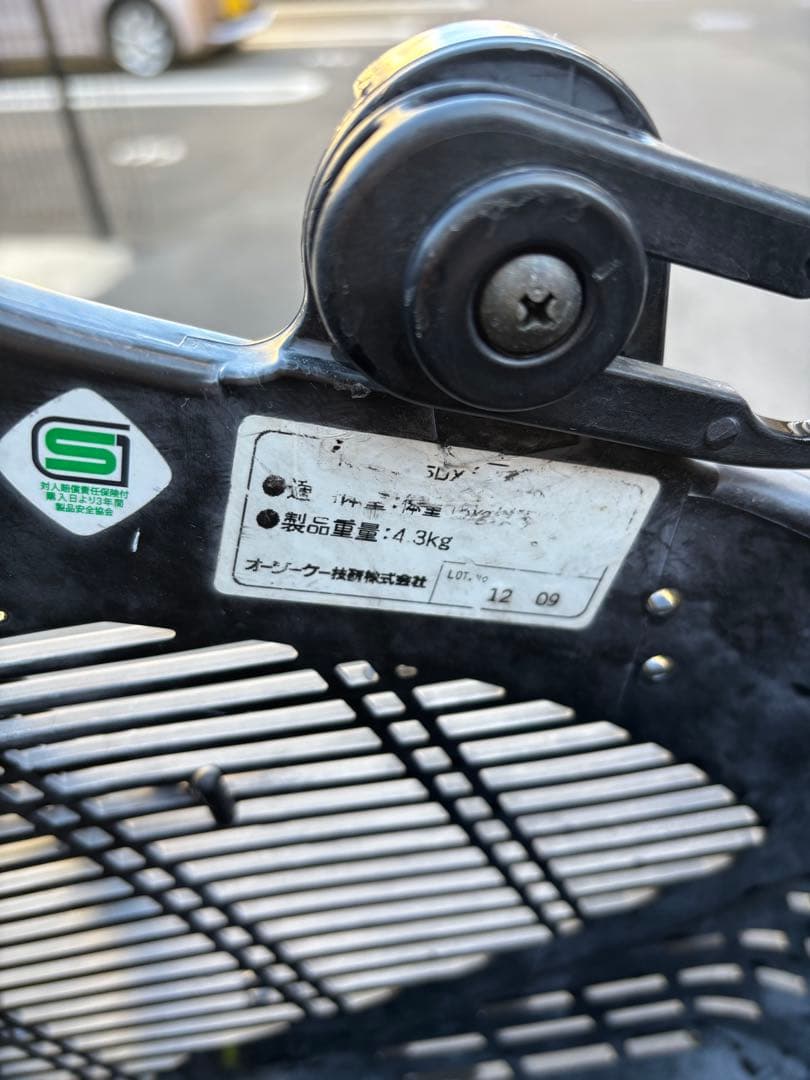 SG
対人賠償責任保険付
購入日より3年間
製品安全協会
●適
●製品重量:4.3kg
オージーケー技研株式会社
LOT.No
12 09